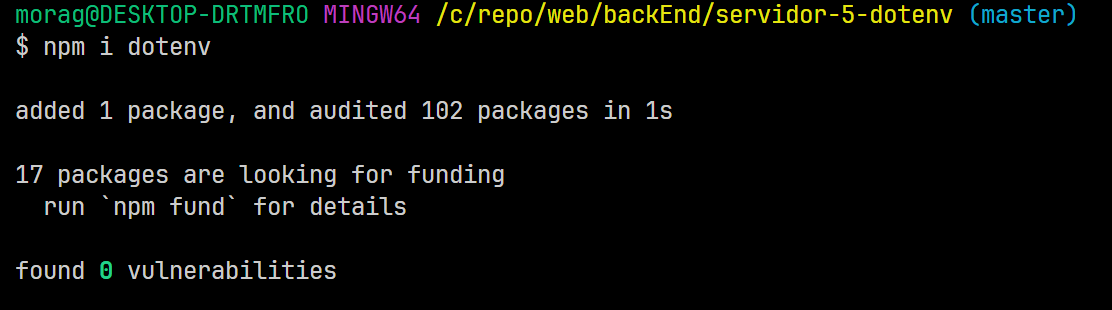 morag@DESKTOP-DRTMFRO MINGW64 /c/repo/web/backEnd/servidor-5-dotenv (master)
$ npm i dotenv
added 1 package, and audited 102 packages in 1s
17 packages are looking for funding
run `npm fund` for details
found 0 vulnerabilities